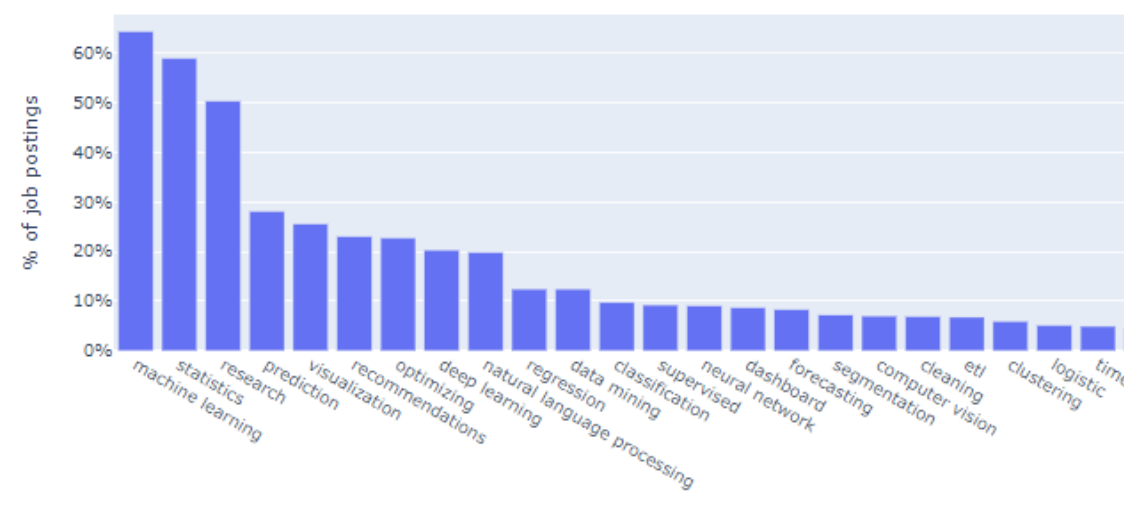 % of job postings
60%
50%
40%
30%
20%
10%
0%
machine learning
statistics
research
prediction
visualization
recommendations
optimizing
deep learning
natural language processing
regression
data mining
classification
supervised
neural network
dashboard
forecasting
segmentation
computer vision
cleaning
etl
clustering
logistic
time